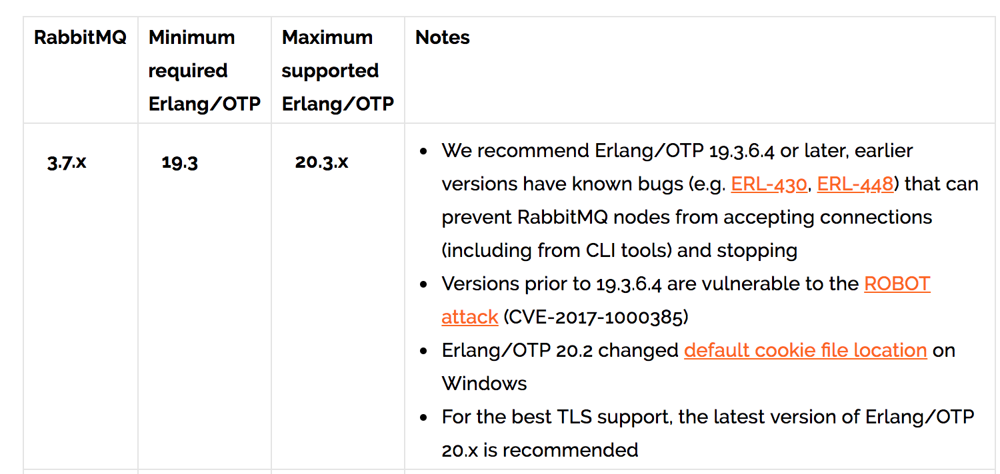 RabbitMQ
Minimum
required
Erlang/OTP
Maximum
supported
Erlang/OTP
Notes
3.7.x
19.3
20.3.x
• We recommend Erlang/OTP 19.3.6.4 or later, earlier
versions have known bugs (e.g. ERL-430, ERL-448) that can
prevent RabbitMQ nodes from accepting connections
(including from CLI tools) and stopping
• Versions prior to 19.3.6.4 are vulnerable to the ROBOT
attack (CVE-2017-1000385)
• Erlang/OTP 20.2 changed default cookie file location on
Windows
• For the best TLS support, the latest version of Erlang/OTP
20.x is recommended